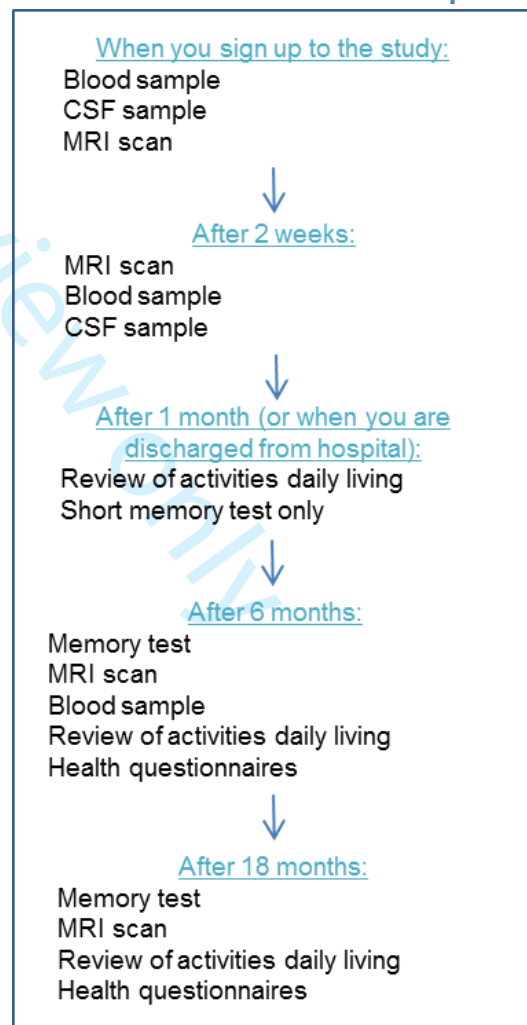 When you sign up to the study:
Blood sample
CSF sample
MRI scan
After 2 weeks:
MRI scan
Blood sample
CSF sample
After 1 month (or when you are
discharged from hospital):
Review of activities daily living
Short memory test only
After 6 months:
Memory test
MRI scan
Blood sample
Review of activities daily living
Health questionnaires
After 18 months:
Memory test
MRI scan
Review of activities daily living
Health questionnaires
view only